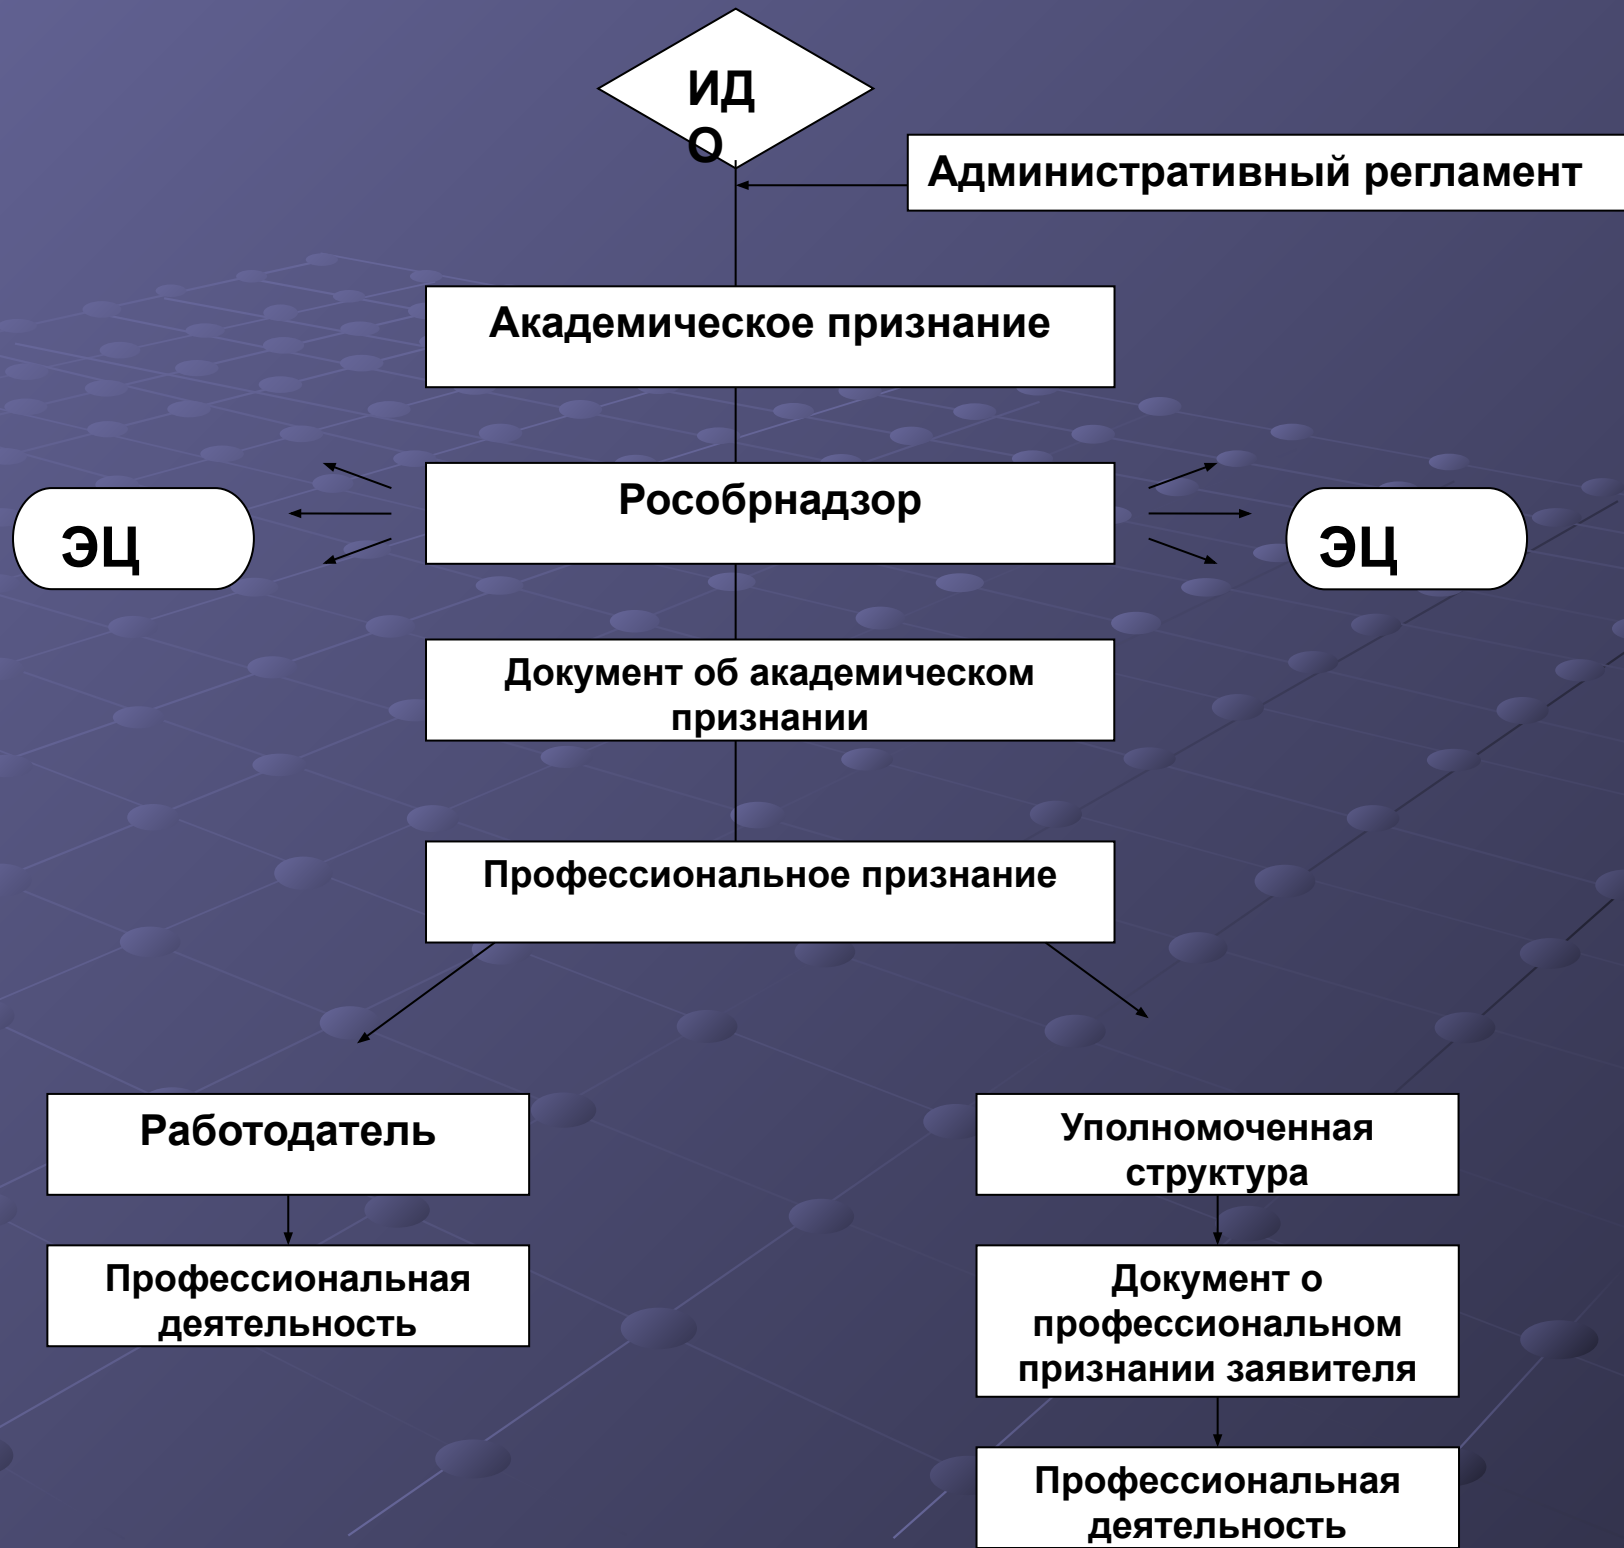 ИД
О
Административный регламент
Академическое признание
Рособрнадзор
ЭЦ
ЭЦ
Документ об академическом
признании
Профессиональное признание
Работодатель
Профессиональная
деятельность
Уполномоченная
структура
Документ о
профессиональном
признании заявителя
Профессиональная
деятельность